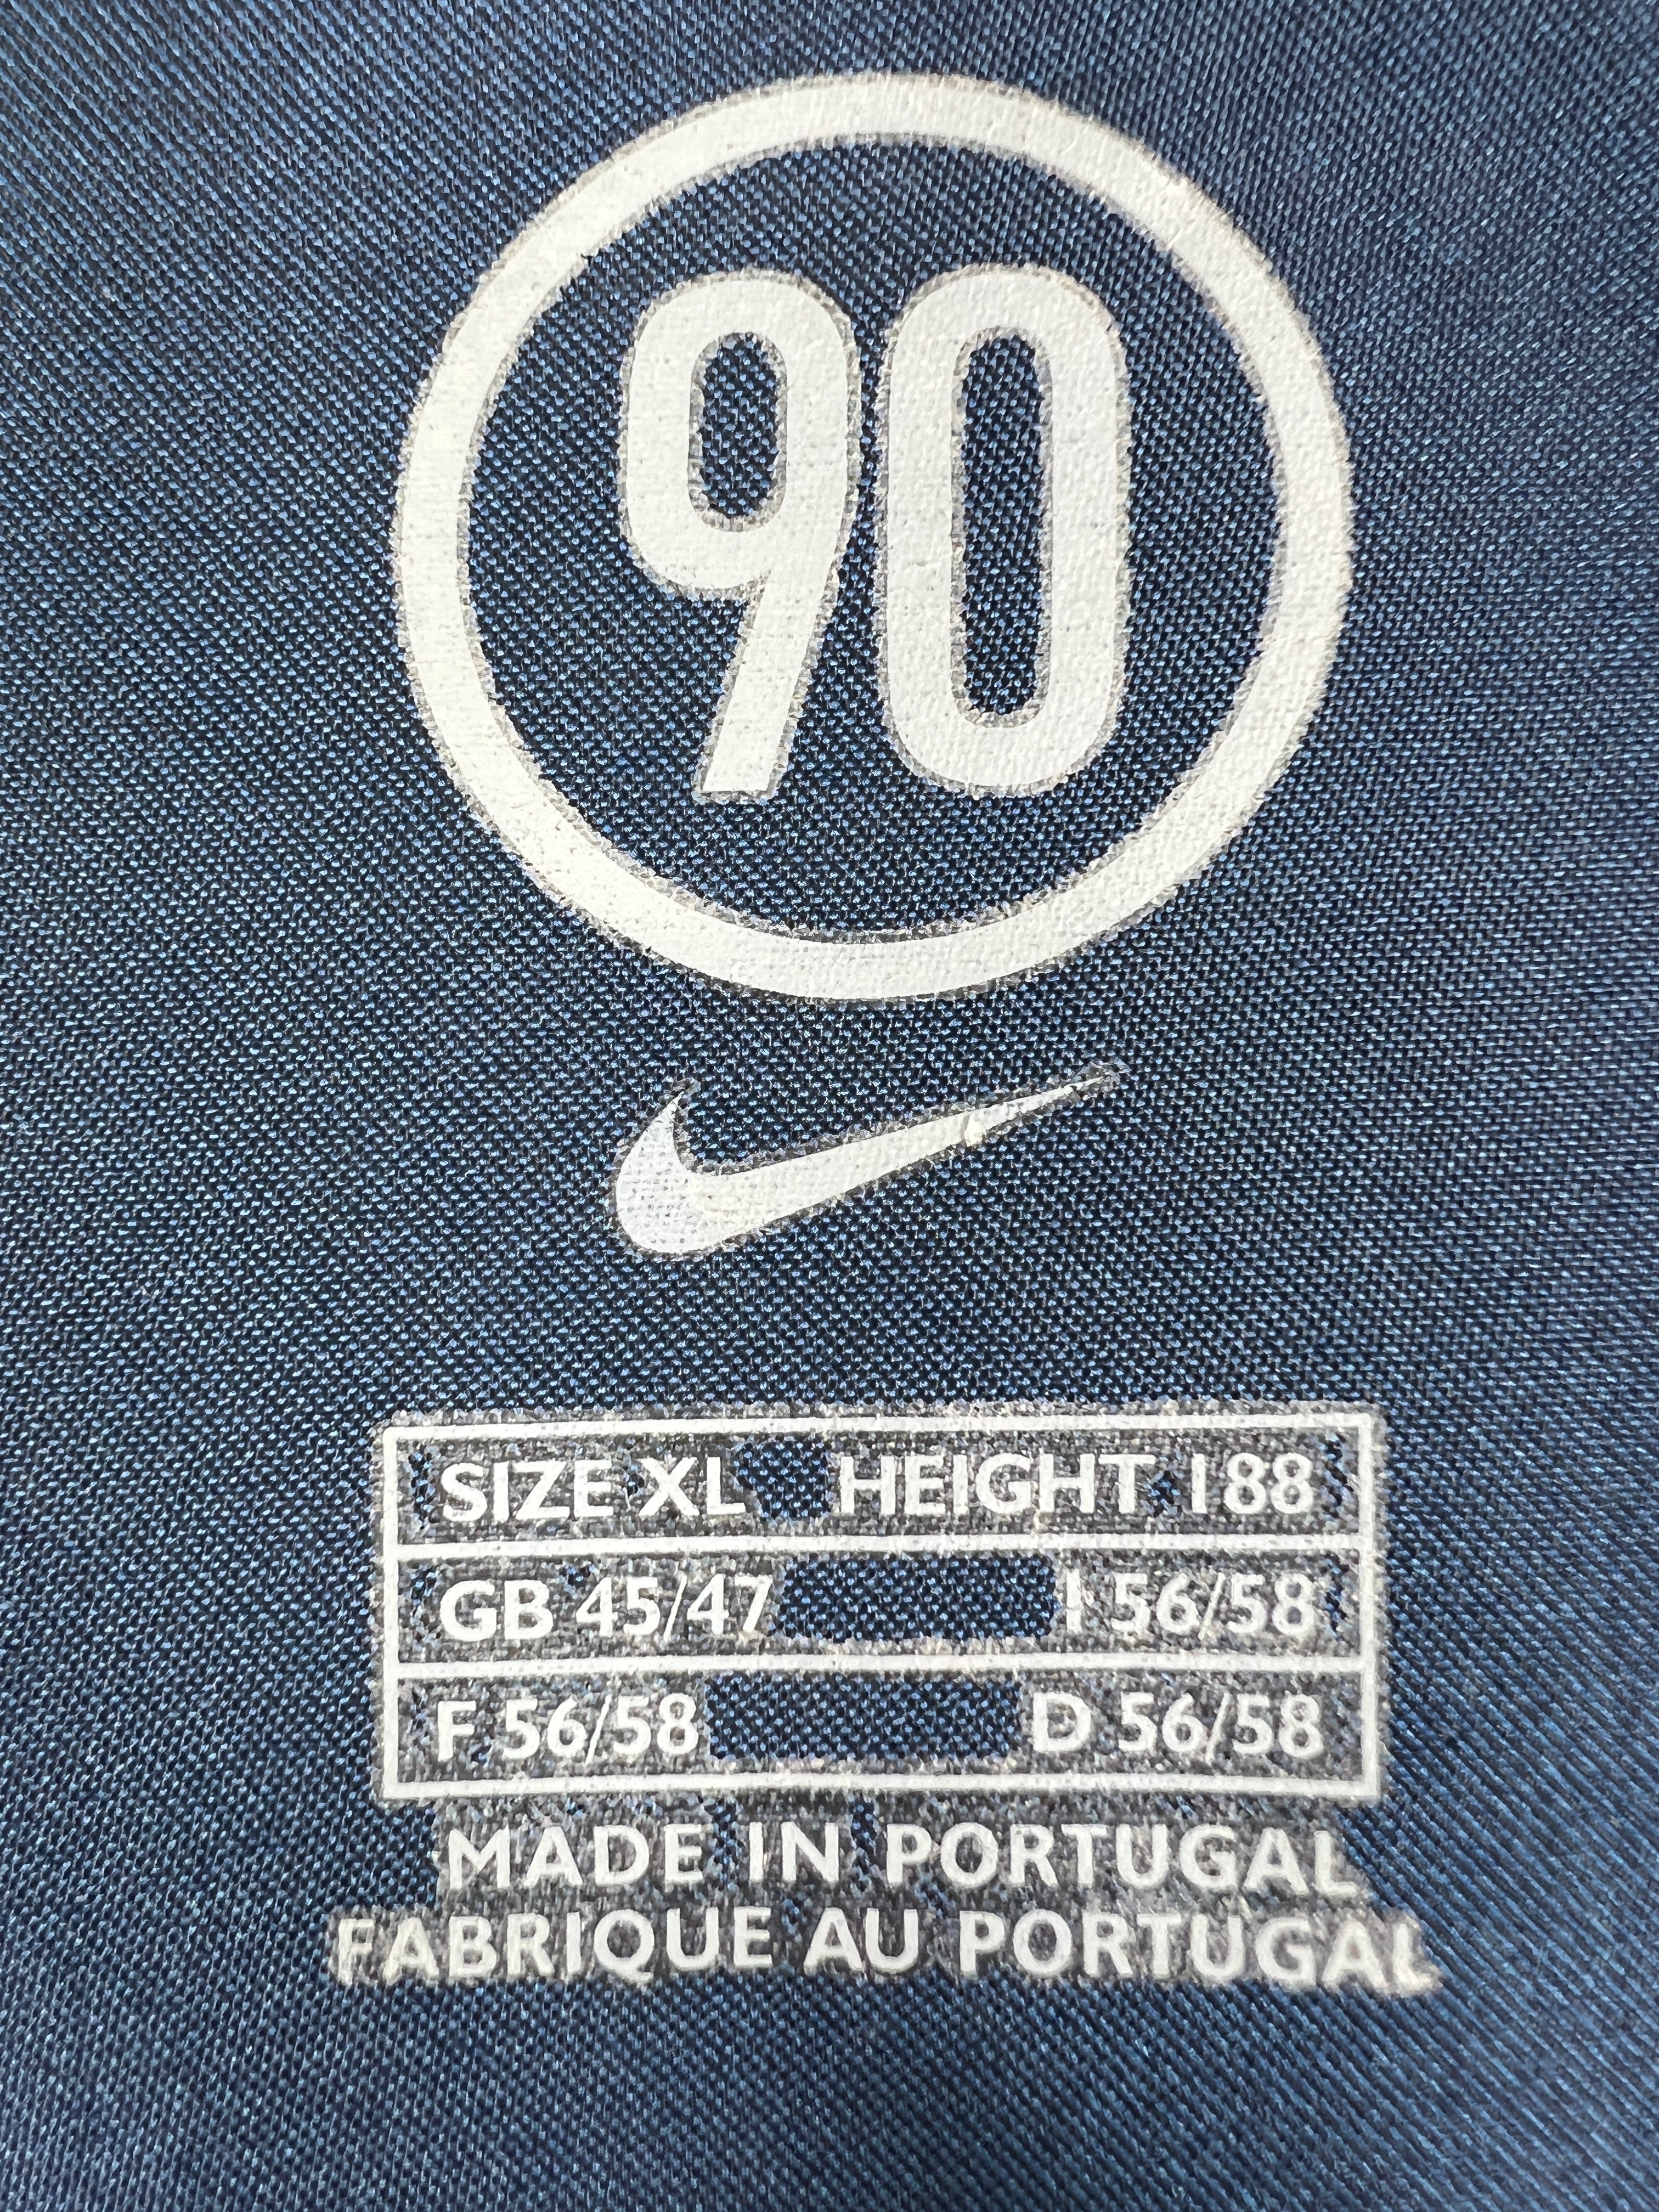 90
SIZE XL HEIGHT 188
GB 45/47 I 56/58
F 56/58 D 56/58
MADE IN PORTUGAL
FABRIQUE AU PORTUGAL